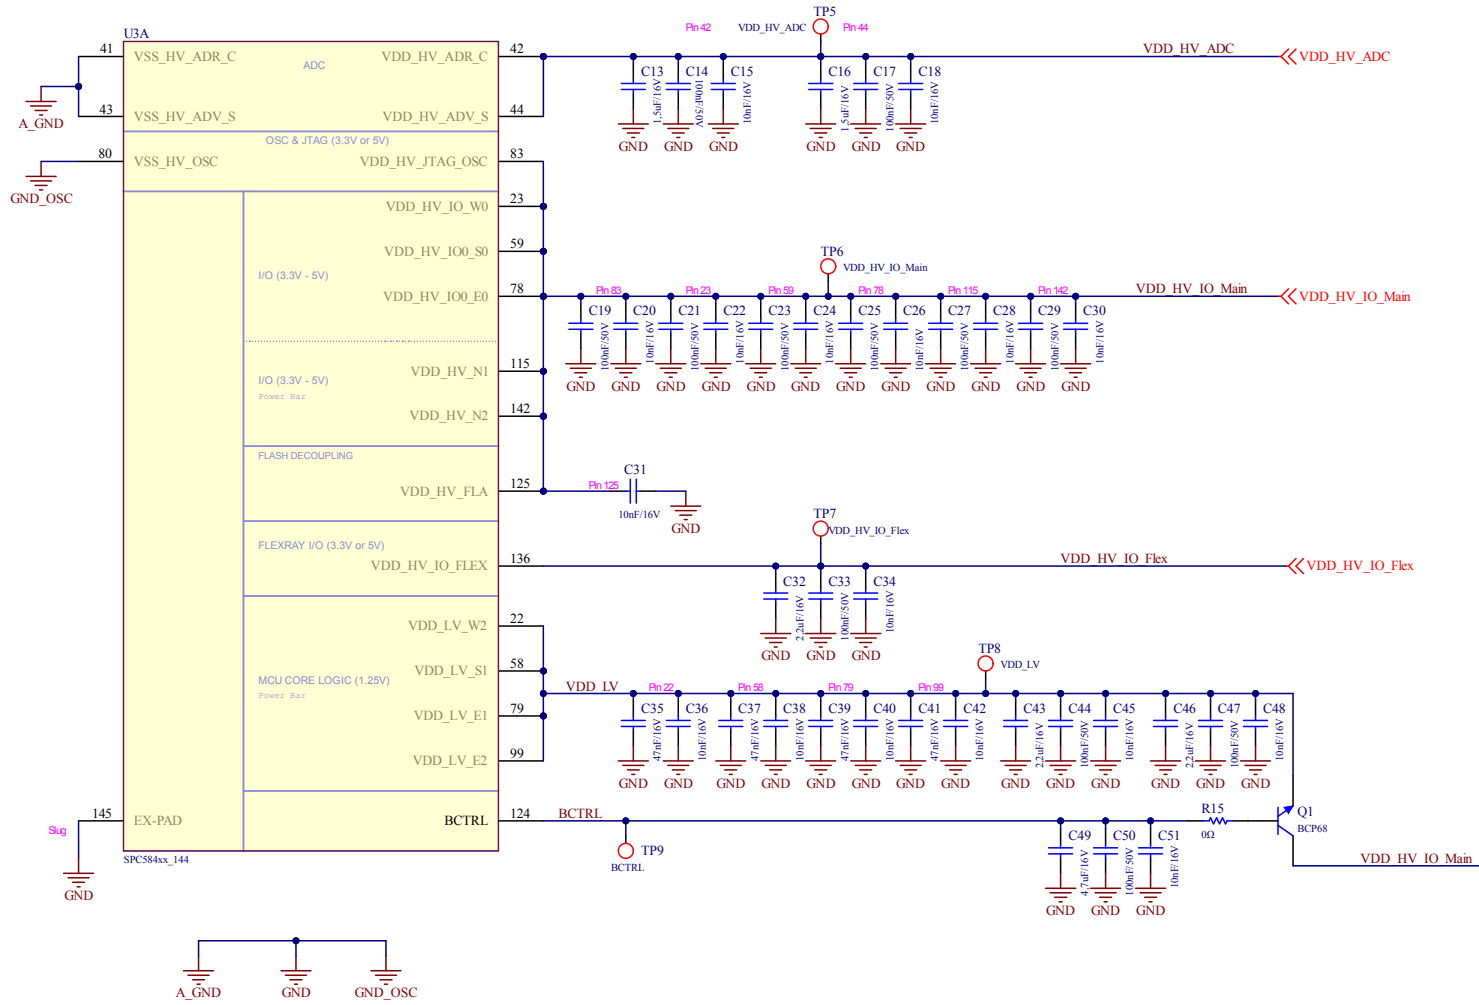 U3A
TP5
Pin 42
VDD_HV_ADC
Pin 44
41
VSS_HV_ADR_C
ADC
VDD_HV_ADR_C
42
VDD_HV_ADC
VDD_HV_ADC
C13
1,5uF/16V
C14
100nF/50V
C15
10nF/16V
C16
1,5uF/16V
C17
100nF/50V
C18
10nF/16V
GND
GND
GND
GND
GND
GND
A_GND
43
VSS_HV_ADV_S
VDD_HV_ADV_S
44
OSC & JTAG (3.3V or 5V)
80
VSS_HV_OSC
VDD_HV_JTAG_OSC
83
GND_OSC
VDD_HV_IO_W0
23
VDD_HV_IO0_S0
59
I/O (3.3V - 5V)
VDD_HV_IO0_E0
78
TP6
VDD_HV_IO_Main
Pin 83
Pin 23
Pin 59
Pin 78
Pin 115
Pin 142
VDD_HV_IO_Main
VDD_HV_IO_Main
C19
100nF/50V
C20
10nF/16V
C21
100nF/50V
C22
10nF/16V
C23
100nF/50V
C24
10nF/16V
C25
100nF/50V
C26
10nF/16V
C27
100nF/50V
C28
10nF/16V
C29
100nF/50V
C30
10nF/16V
GND
GND
GND
GND
GND
GND
GND
GND
GND
GND
GND
GND
I/O (3.3V - 5V)
Power Bar
VDD_HV_N1
115
VDD_HV_N2
142
FLASH DECOUPLING
VDD_HV_FLA
125
Pin 125
C31
10nF/16V
GND
FLEXRAY I/O (3.3V or 5V)
VDD_HV_IO_FLEX
136
TP7
VDD_HV_IO_Flex
VDD_HV_IO_Flex
VDD_HV_IO_Flex
C32
2,2uF/16V
C33
100nF/50V
C34
10nF/16V
GND
GND
GND
MCU CORE LOGIC (1.25V)
Power Bar
VDD_LV_W2
22
VDD_LV_S1
58
VDD_LV_E1
79
VDD_LV_E2
99
VDD_LV
Pin 22
Pin 58
Pin 79
Pin 99
TP8
VDD_LV
C35
47nF/16V
C36
10nF/16V
C37
47nF/16V
C38
10nF/16V
C39
47nF/16V
C40
10nF/16V
C41
47nF/16V
C42
10nF/16V
C43
2,2uF/16V
C44
100nF/50V
C45
10nF/16V
C46
2,2uF/16V
C47
100nF/50V
C48
10nF/16V
GND
GND
GND
GND
GND
GND
GND
GND
GND
GND
GND
GND
GND
GND
Slug
145
EX-PAD
BCTRL
124
BCTRL
TP9
BCTRL
C49
4,7uF/16V
C50
100nF/50V
C51
10nF/16V
GND
GND
GND
R15
0Ω
Q1
BCP68
VDD_HV_IO_Main
SPC584xx_144
GND
A_GND
GND
GND_OSC